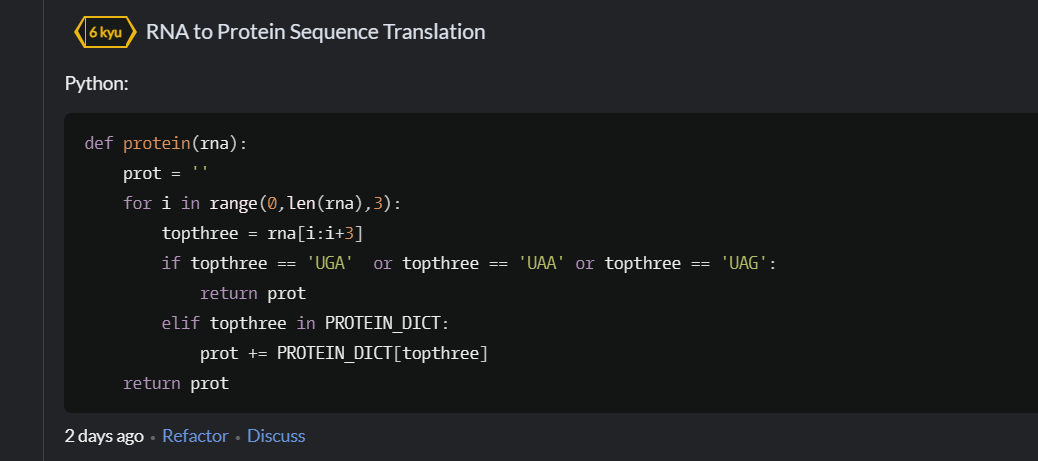 6 kyu RNA to Protein Sequence Translation
Python:
def protein(rna):
    prot = ''
    for i in range(0,len(rna),3):
        topthree = rna[i:i+3]
        if topthree == 'UGA'  or topthree == 'UAA' or topthree == 'UAG':
            return prot
        elif topthree in PROTEIN_DICT:
            prot += PROTEIN_DICT[topthree]
    return prot
2 days ago • Refactor • Discuss